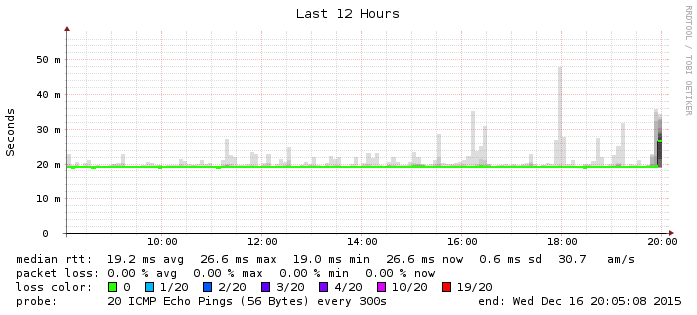 Last 12 Hours
RRDTOOL / TOBI OETIKER
Seconds
50 m
40 m
30 m
20 m
10 m
0
10:00 12:00 14:00 16:00 18:00 20:00
median rtt: 19.2 ms avg 26.6 ms max 19.0 ms min 26.6 ms now 0.6 ms sd 30.7 am/s
packet loss: 0.00 % avg 0.00 % max 0.00 % min 0.00 % now
loss color: 0 1/20 2/20 3/20 4/20 10/20 19/20
probe: 20 ICMP Echo Pings (56 Bytes) every 300s end: Wed Dec 16 20:05:08 2015